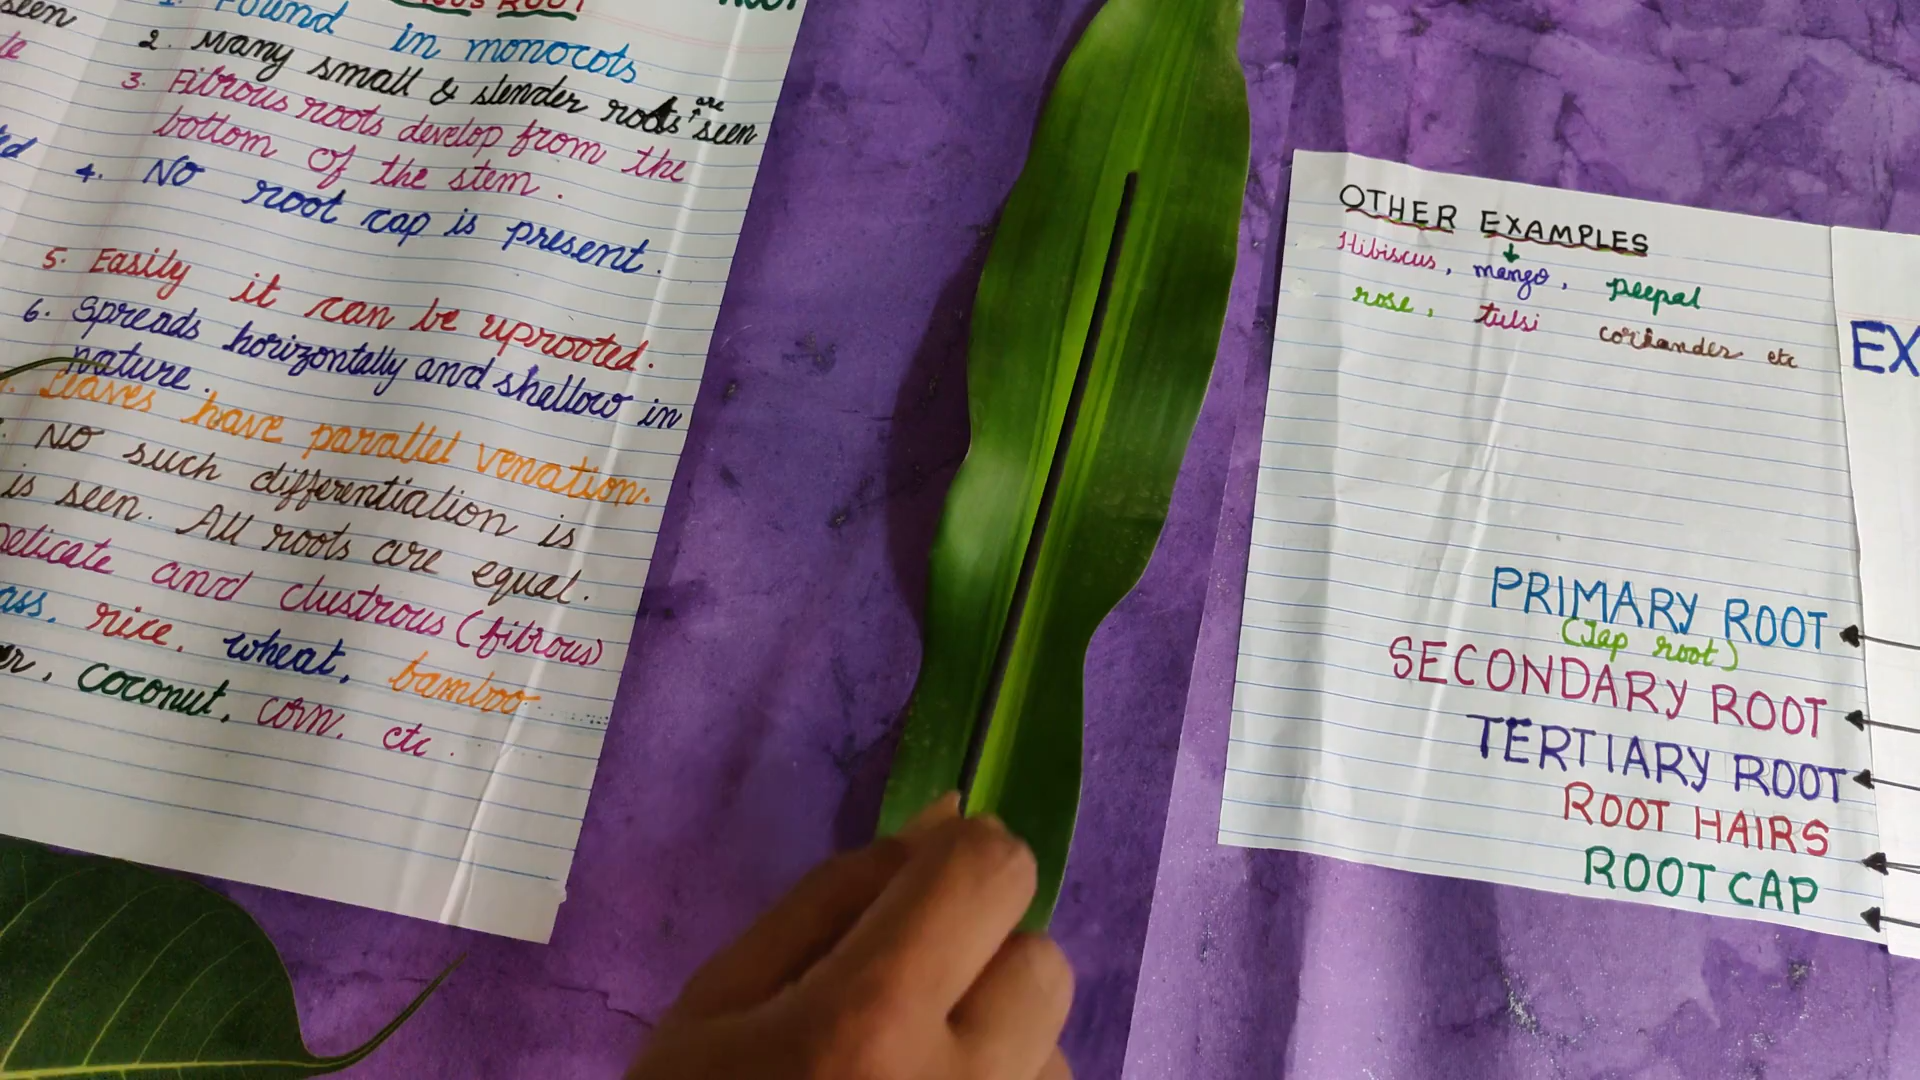 seen
ROOT
ROOT
1. Found in monocots
2. Many small & slender roots are seen
3. Fibrous roots develop from the
bottom of the stem.
4. No root cap is present.
5. Easily it can be uprooted.
6. Spreads horizontally and shallow in
nature.
Leaves have parallel venation.
No such differentiation is
is seen. All roots are equal.
Delicate and clustrous (fibrous)
rice, wheat, bamboo
coconut, corn. etc.
OTHER EXAMPLES
Hibiscus, mango, peepal
rose, tulsi coriander etc
EX
PRIMARY ROOT
(Tap root)
SECONDARY ROOT
TERTIARY ROOT
ROOT HAIRS
ROOT CAP